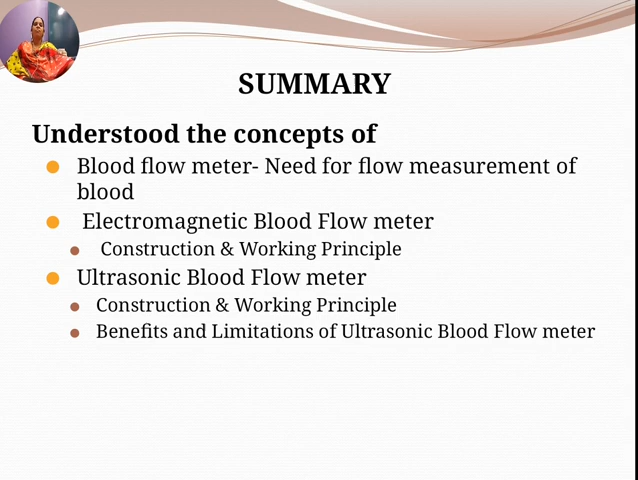 SUMMARY
Understood the concepts of
Blood flow meter- Need for flow measurement of
blood
Electromagnetic Blood Flow meter
Construction & Working Principle
Ultrasonic Blood Flow meter
Construction & Working Principle
Benefits and Limitations of Ultrasonic Blood Flow meter